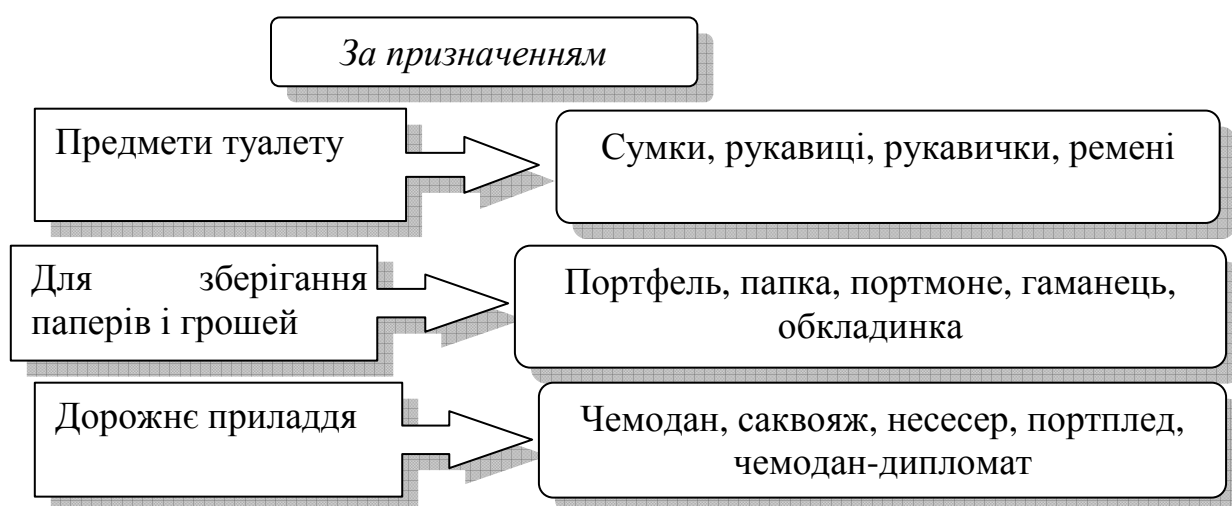 За призначенням
Предмети туалету
Сумки, рукавиці, рукавички, ремені
Для зберігання
паперів і грошей
Портфель, папка, портмоне, гаманець,
обкладинка
Дорожнє приладдя
Чемодан, саквояж, несесер, портплед,
чемодан-дипломат